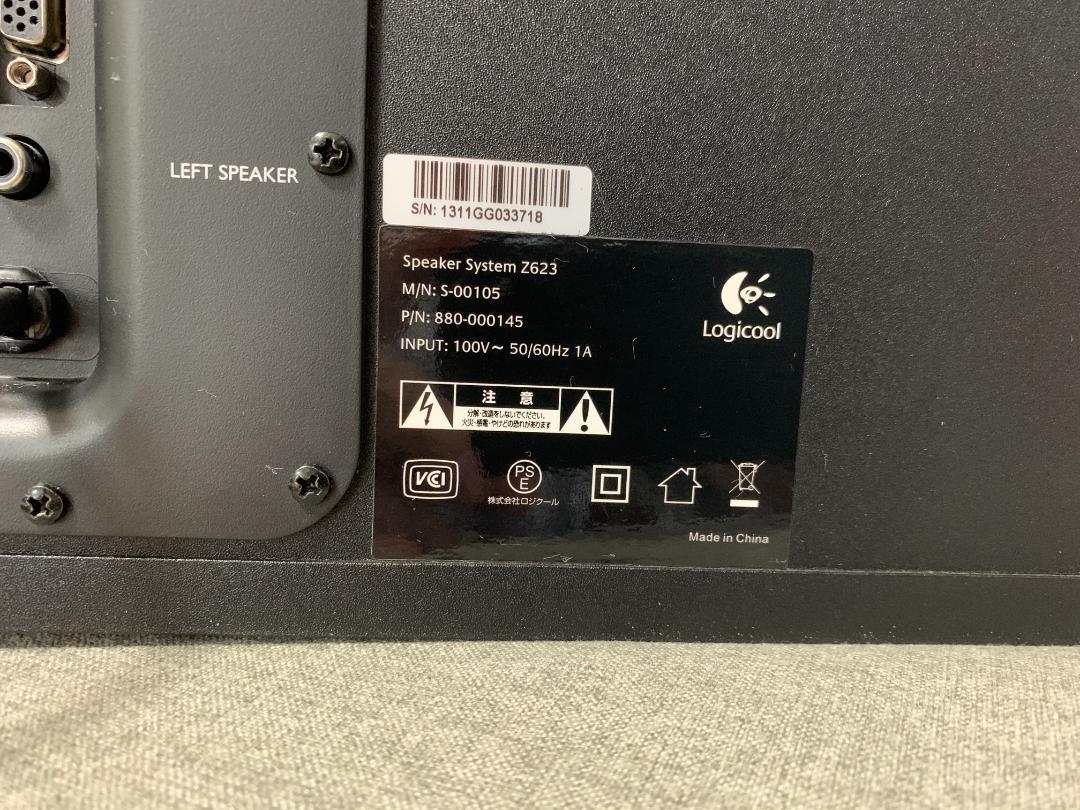 LEFT SPEAKER
S/N: 1311GG033718
Speaker System Z623
M/N: S-00105
P/N: 880-000145
INPUT: 100V~ 50/60Hz 1A
Logicool
注 意
分解・改造をしないでください。
火災・感電・やけどの恐れがあります
VCI
PS
E
株式会社ロジクール
Made in China